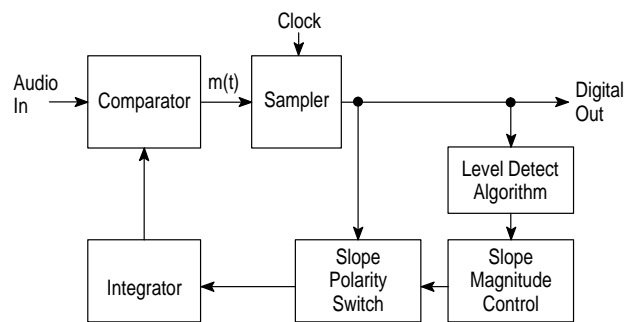 Clock
Audio
In
Comparator
m(t)
Sampler
Digital
Out
Level Detect
Algorithm
Integrator
Slope
Polarity
Switch
Slope
Magnitude
Control